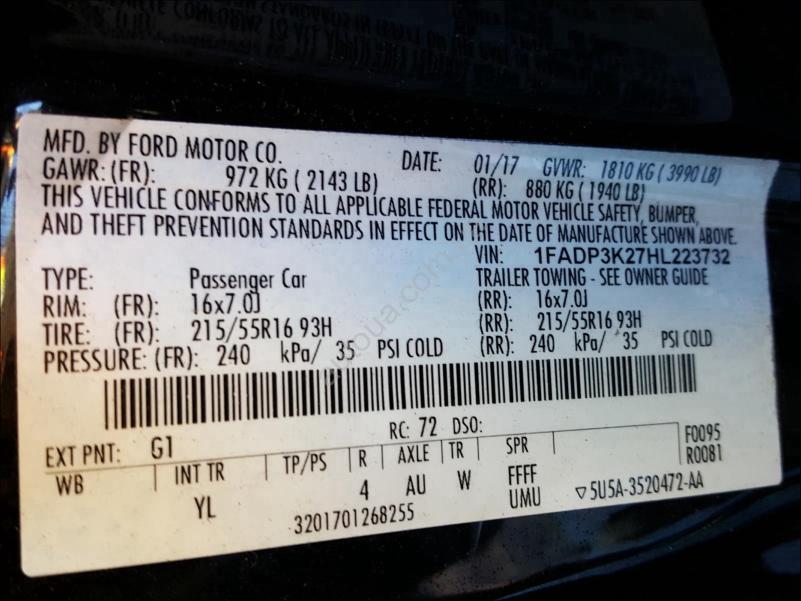 MFD. BY FORD MOTOR CO. DATE: 01/17 GVWR: 1810 KG ( 3990 LB)
GAWR: (FR): 972 KG ( 2143 LB) (RR): 880 KG ( 1940 LB)
THIS VEHICLE CONFORMS TO ALL APPLICABLE FEDERAL MOTOR VEHICLE SAFETY, BUMPER,
AND THEFT PREVENTION STANDARDS IN EFFECT ON THE DATE OF MANUFACTURE SHOWN ABOVE.
VIN: 1FADP3K27HL223732
TYPE: Passenger Car TRAILER TOWING - SEE OWNER GUIDE
RIM: (FR): 16x7.0J (RR): 16x7.0J
TIRE: (FR): 215/55R16 93H (RR): 215/55R16 93H
PRESSURE: (FR): 240 kPa/ 35 PSI COLD (RR): 240 kPa/ 35 PSI COLD
EXT PNT: G1 RC: 72 DSO: F0095
WB INT TR TP/PS R AXLE TR SPR R0081
YL 4 AU W FFFF
UMU ▽5U5A-3520472-AA
3201701268255
autoua.com